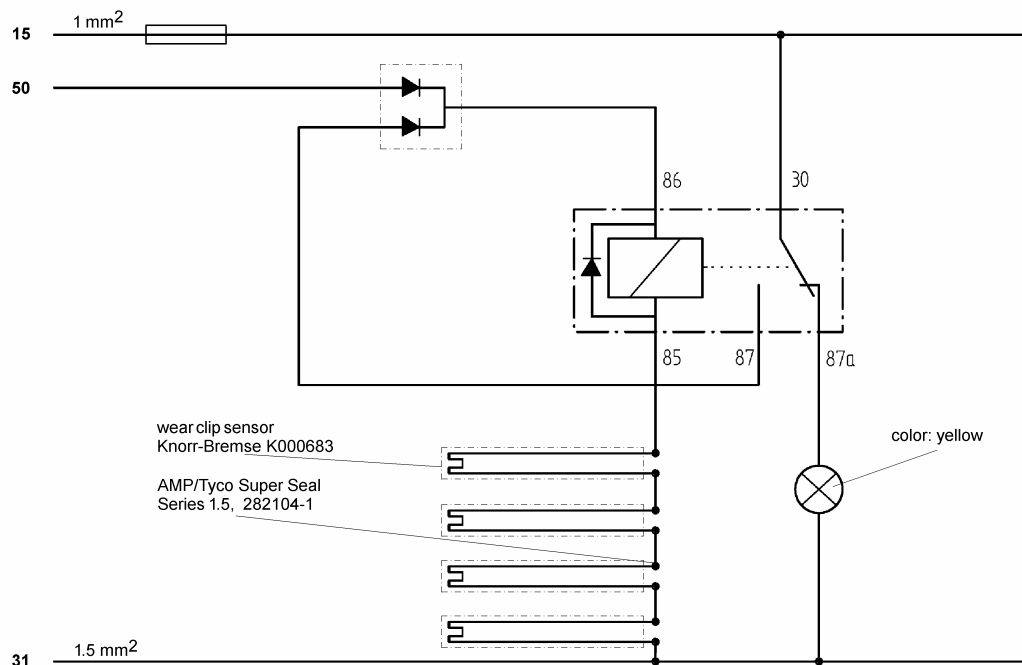 1 mm2
15
50
86
30
85
87
87a
wear clip sensor
Knorr-Bremse K000683
color: yellow
AMP/Tyco Super Seal
Series 1.5, 282104-1
1.5 mm2
31